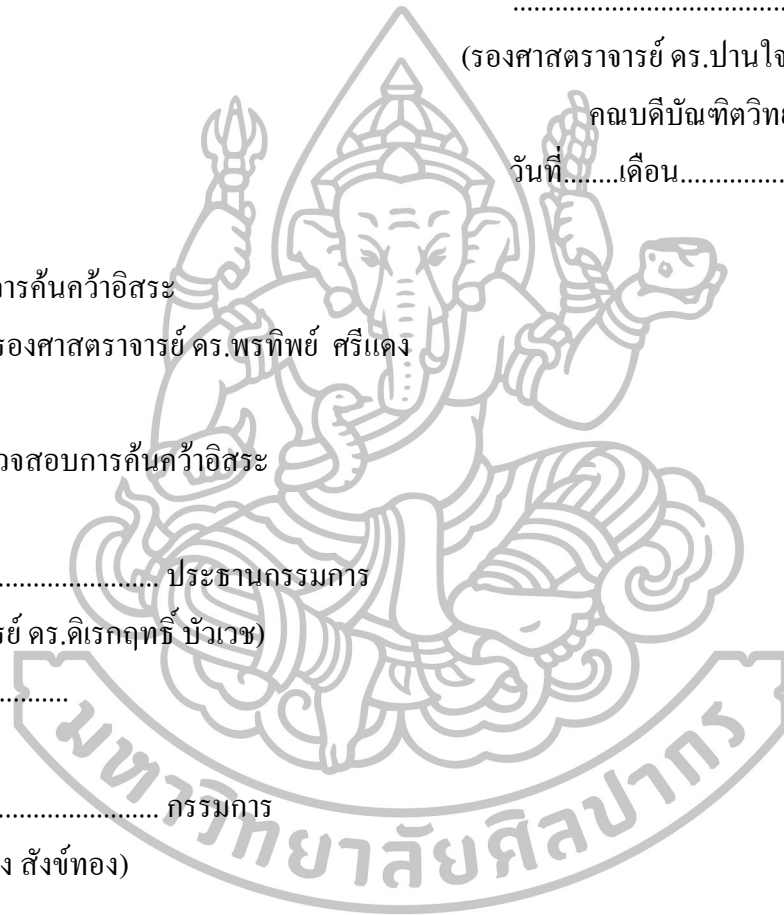 ......................................
(รองศาสตราจารย์ ดร.ปานใจ
คณบดีบัณฑิตวิทย
วันที่........เดือน................
การค้นคว้าอิสระ
รองศาสตราจารย์ ดร.พรทิพย์ ศรีแดง
วจสอบการค้นคว้าอิสระ
....................... ประธานกรรมการ
รย์ ดร.ดิเรกฤทธิ์ บัวเวช)
..........
....................... กรรมการ
ง สังข์ทอง)
มหาวิทยาลัยศิลปากร